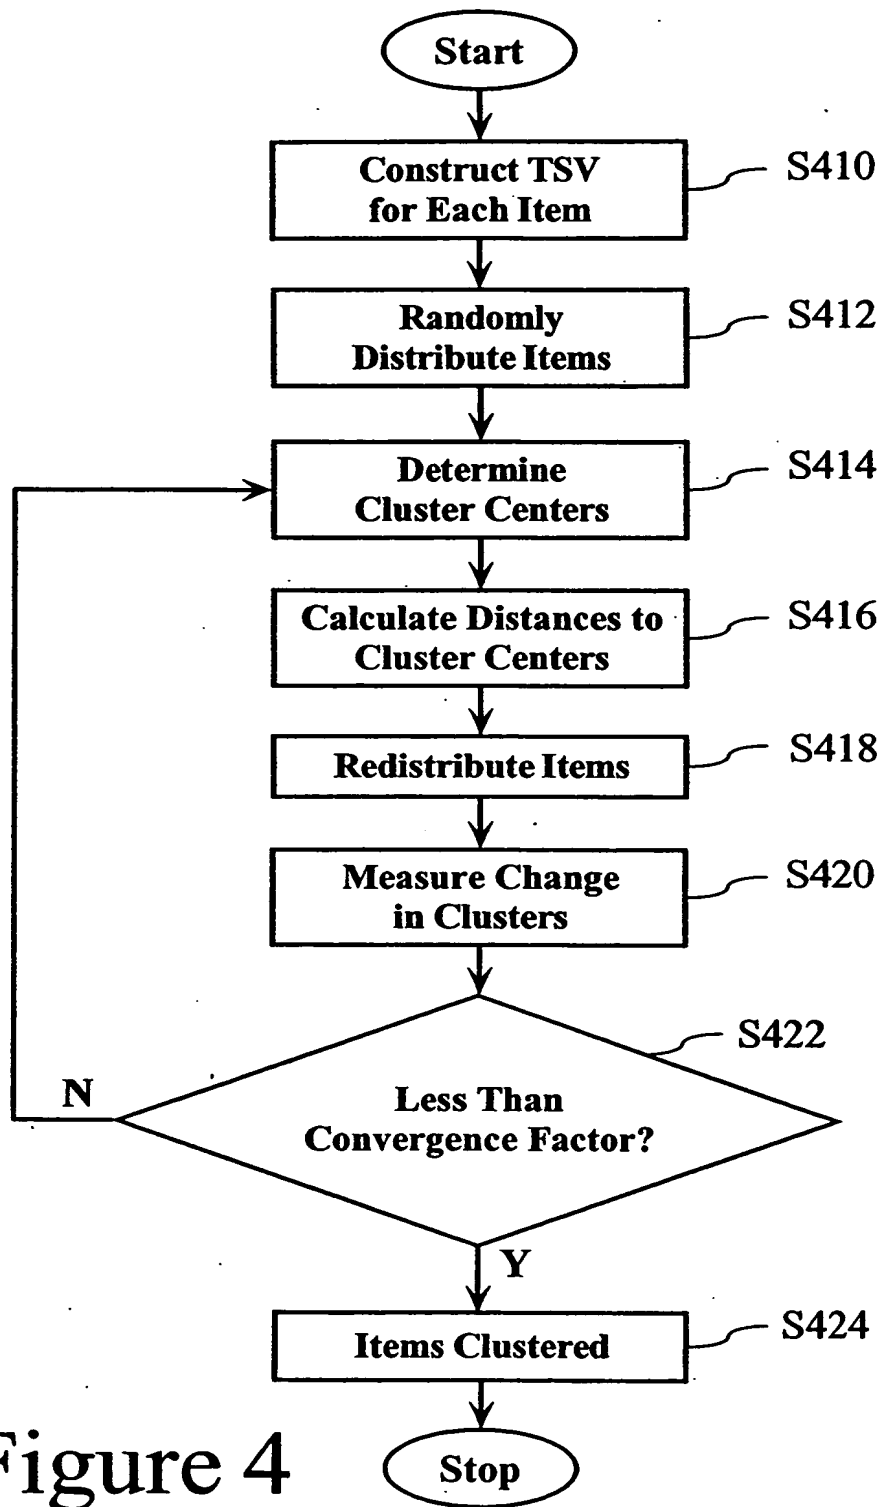 Start
Construct TSV
for Each Item
S410
Randomly
Distribute Items
S412
Determine
Cluster Centers
S414
Calculate Distances to
Cluster Centers
S416
Redistribute Items
S418
Measure Change
in Clusters
S420
S422
N
Less Than
Convergence Factor?
Y
Items Clustered
S424
Figure 4
Stop